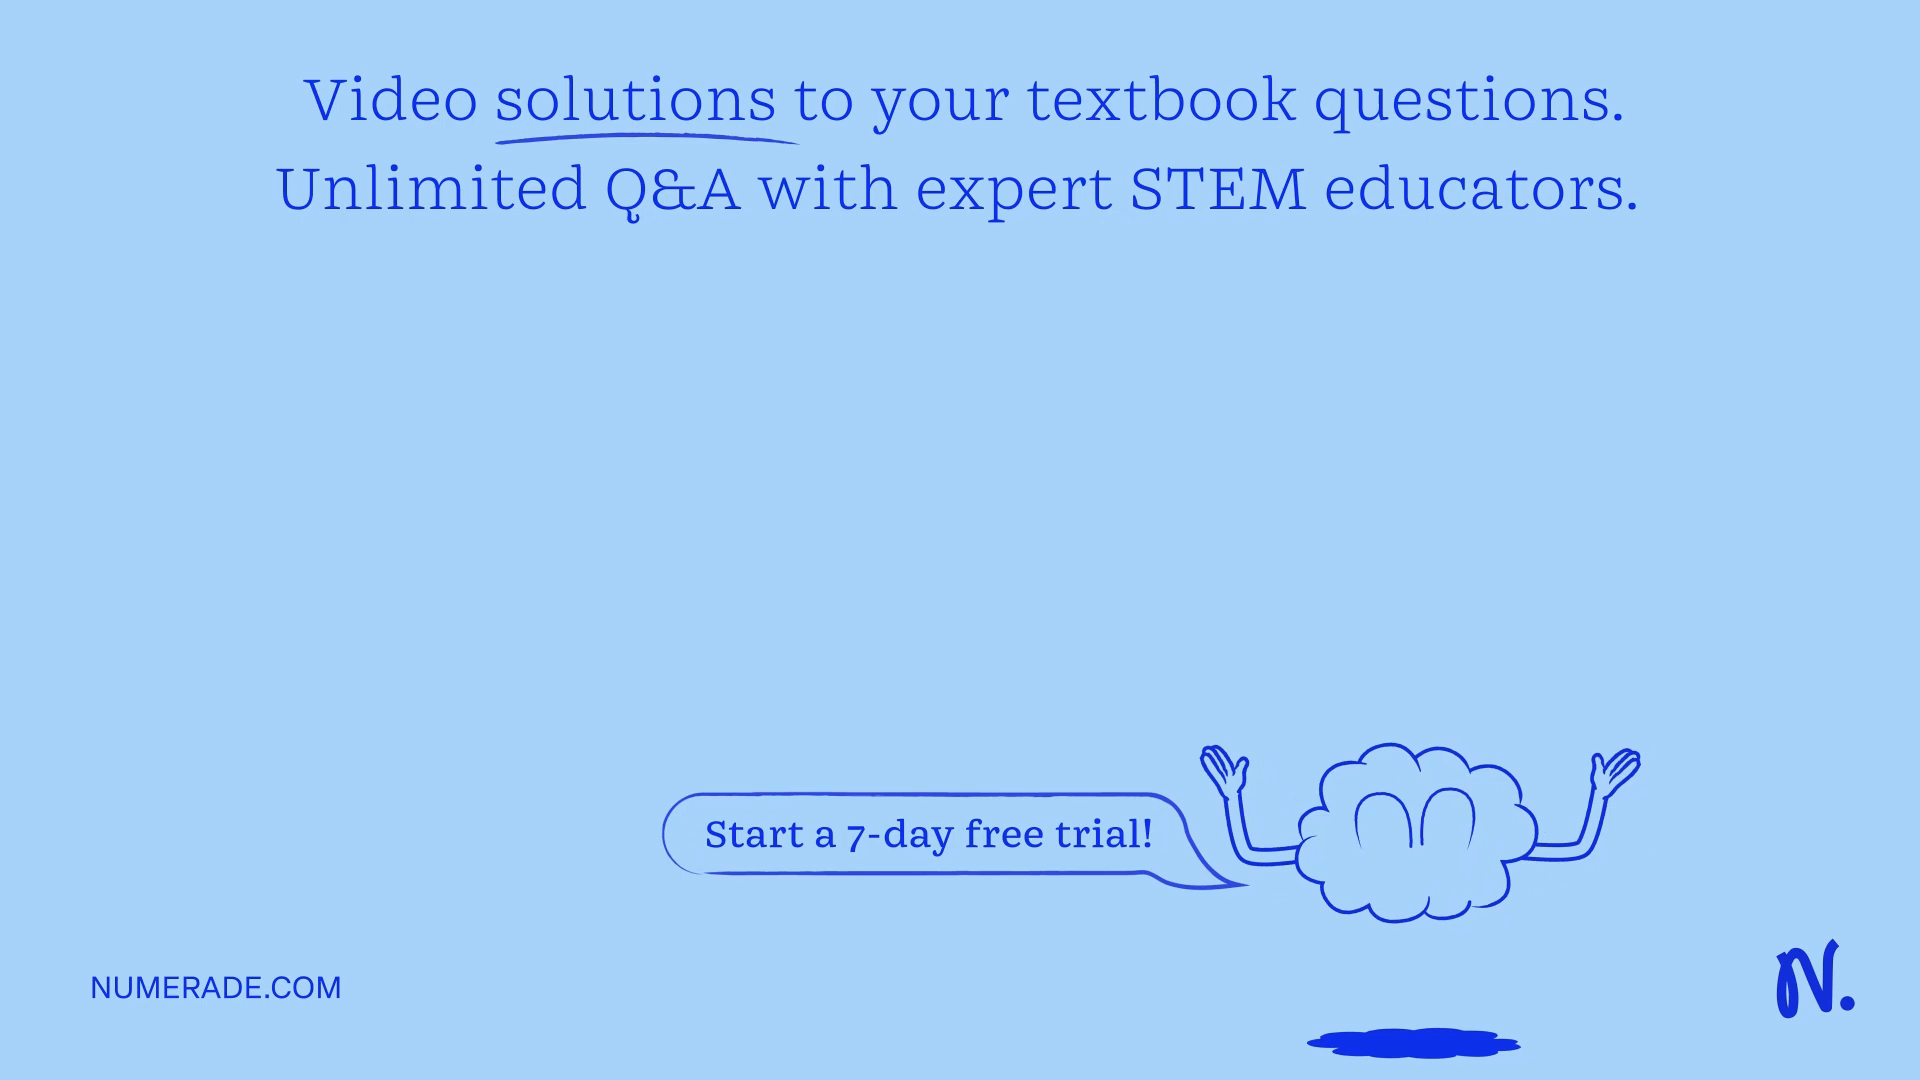 Video solutions to your textbook questions.
Unlimited Q&A with expert STEM educators.
Start a 7-day free trial!
NUMERADE.COM
N.